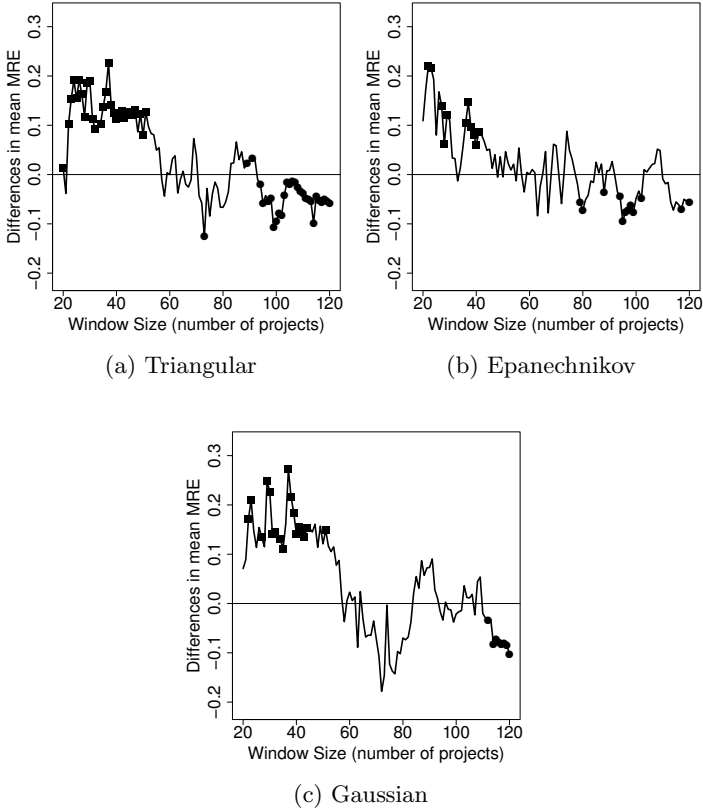 Differences in mean MRE
0.3
0.2
0.1
0.0
−0.1
−0.2
20 40 60 80 100 120
Window Size (number of projects)
(a) Triangular
Differences in mean MRE
0.3
0.2
0.1
0.0
−0.1
−0.2
20 40 60 80 100 120
Window Size (number of projects)
(b) Epanechnikov
Differences in mean MRE
0.3
0.2
0.1
0.0
−0.1
−0.2
20 40 60 80 100 120
Window Size (number of projects)
(c) Gaussian